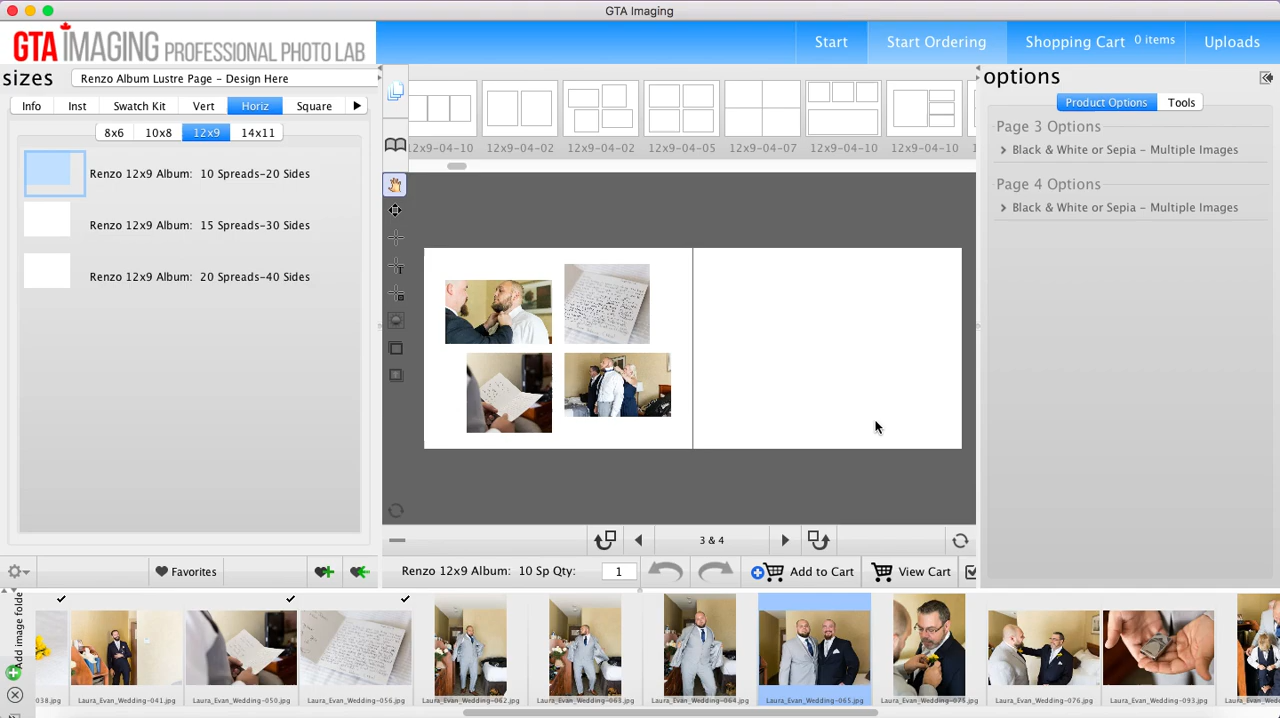 GTA Imaging
GTA IMAGING PROFESSIONAL PHOTO LAB
Start
Start Ordering
Shopping Cart 0 items
Uploads
sizes
Renzo Album Lustre Page - Design Here
Info Inst Swatch Kit Vert Horiz Square
8x6 10x8 12x9 14x11
Renzo 12x9 Album: 10 Spreads-20 Sides
Renzo 12x9 Album: 15 Spreads-30 Sides
Renzo 12x9 Album: 20 Spreads-40 Sides
Favorites
12x9-04-10 12x9-04-02 12x9-04-02 12x9-04-05 12x9-04-07 12x9-04-10 12x9-04-10
3 & 4
Renzo 12x9 Album: 10 Sp Qty: 1
Add to Cart
View Cart
options
Product Options Tools
Page 3 Options
Black & White or Sepia - Multiple Images
Page 4 Options
Black & White or Sepia - Multiple Images
Add image folde
038.jpg Laura_Evan_Wedding-041.jpg Laura_Evan_Wedding-050.jpg Laura_Evan_Wedding-056.jpg Laura_Evan_Wedding-062.jpg Laura_Evan_Wedding-063.jpg Laura_Evan_Wedding-064.jpg Laura_Evan_Wedding-065.jpg Laura_Evan_Wedding-075.jpg Laura_Evan_Wedding-076.jpg Laura_Evan_Wedding-093.jpg